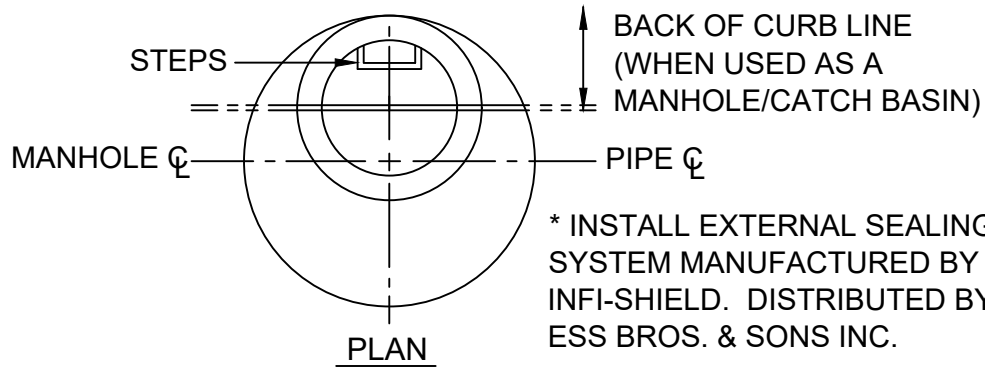 BACK OF CURB LINE
(WHEN USED AS A
MANHOLE/CATCH BASIN)
STEPS
MANHOLE ℄
PIPE ℄
* INSTALL EXTERNAL SEALING
SYSTEM MANUFACTURED BY
INFI-SHIELD. DISTRIBUTED BY
ESS BROS. & SONS INC.
PLAN